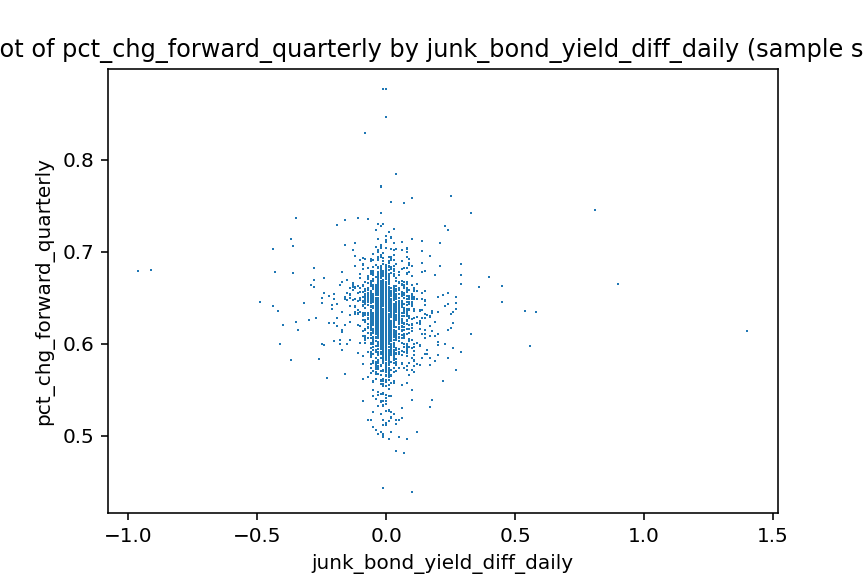 ot of pct_chg_forward_quarterly by junk_bond_yield_diff_daily (sample s
0.8
0.7
0.6
0.5
pct_chg_forward_quarterly
−1.0 −0.5 0.0 0.5 1.0 1.5
junk_bond_yield_diff_daily